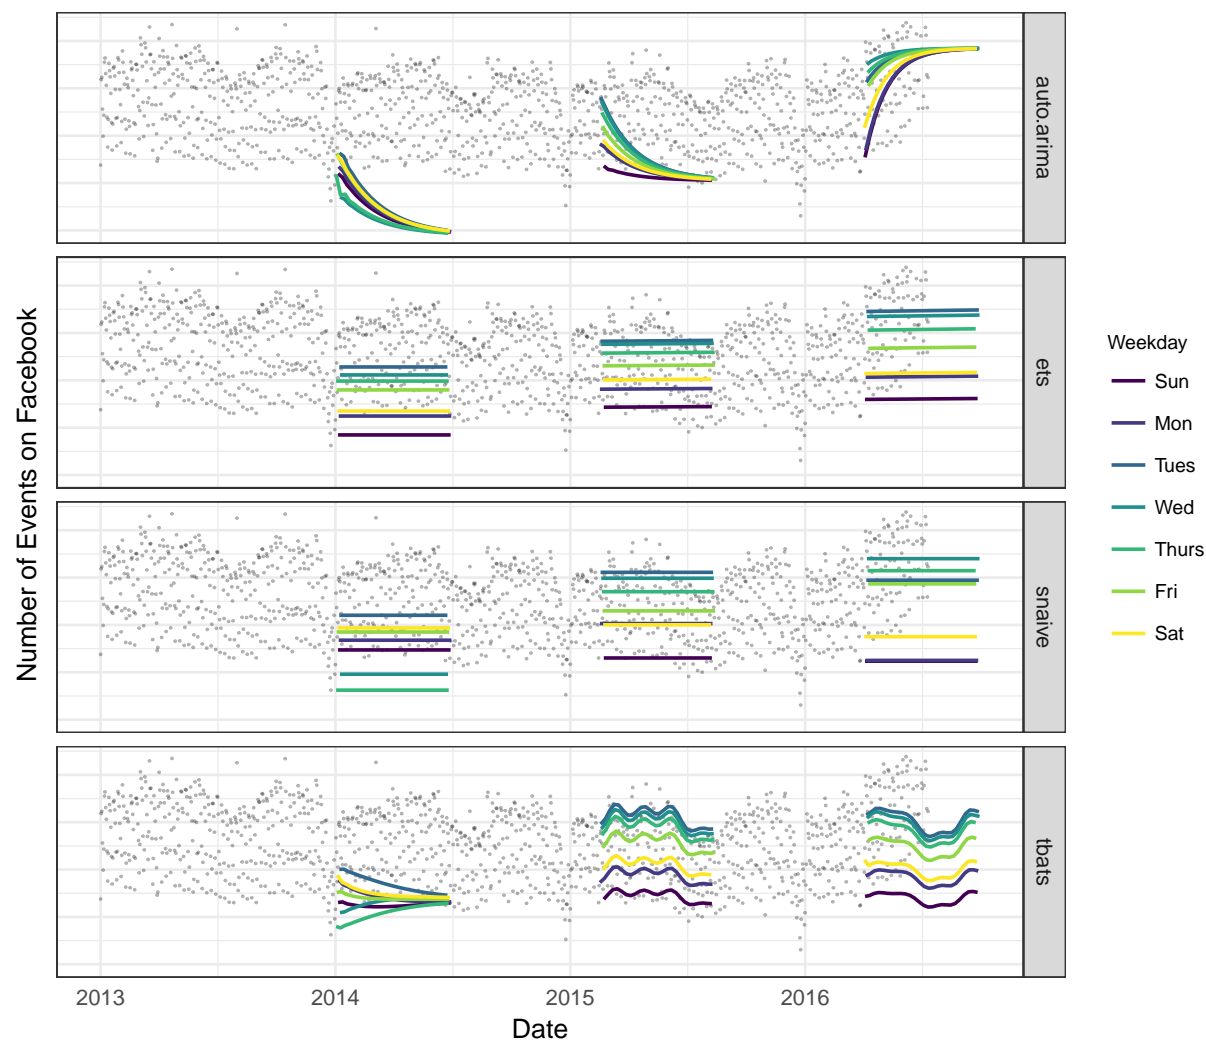 Number of Events on Facebook
auto.arima
ets
snaive
tbats
2013
2014
2015
2016
Date
Weekday
Sun
Mon
Tues
Wed
Thurs
Fri
Sat